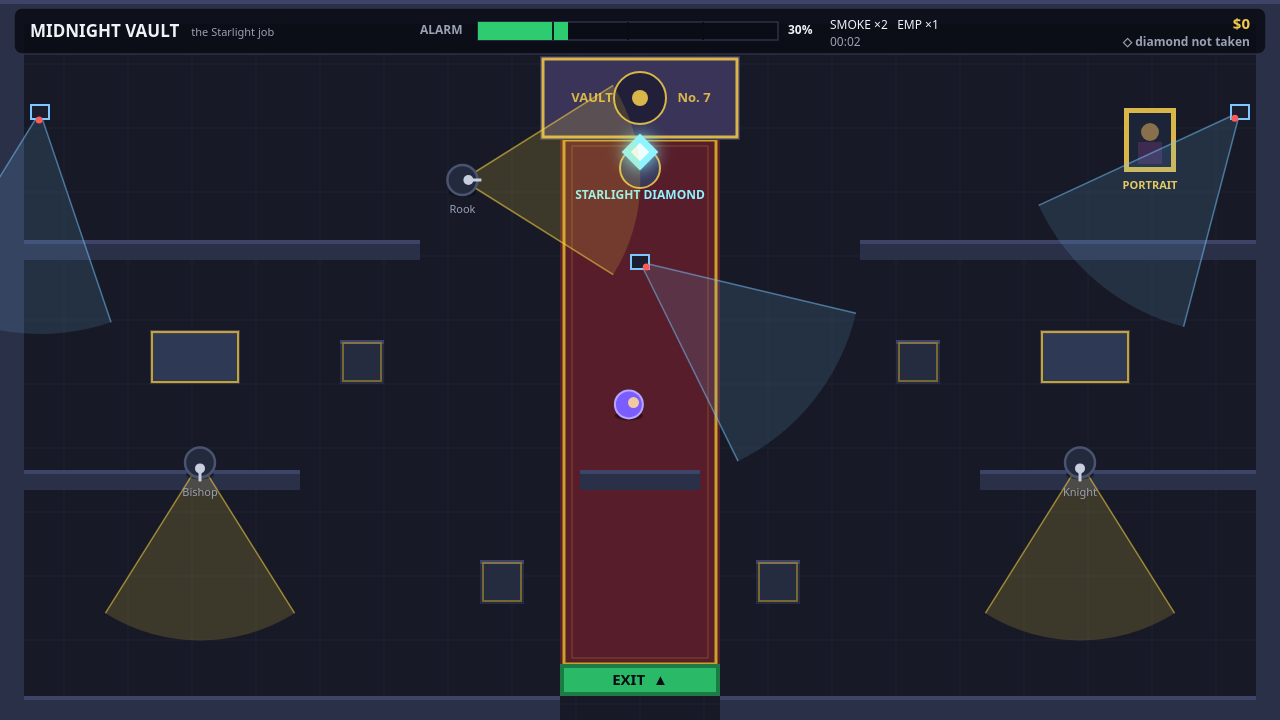 MIDNIGHT VAULT the Starlight job
ALARM 30%
SMOKE ×2 EMP ×1
00:02
$0
◇ diamond not taken
VAULT No. 7
STARLIGHT DIAMOND
Rook
PORTRAIT
Bishop
Knight
EXIT ▲